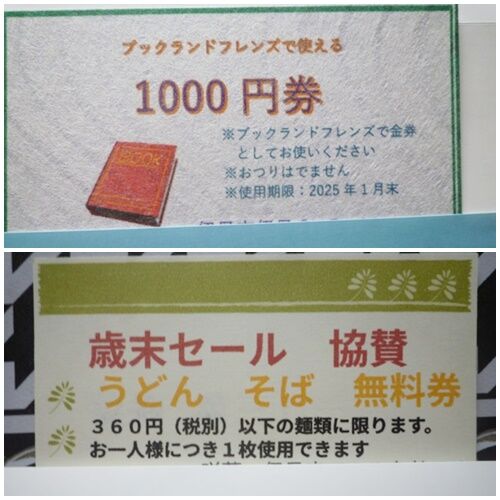 ブックランドフレンズで使える
1000円券
BOOK
※ブックランドフレンズで金券
としてお使いください
※おつりはでません
※使用期限：2025年1月末
歳末セール 協賛
うどん そば 無料券
360円（税別）以下の麺類に限ります。
お一人様につき1枚使用できます